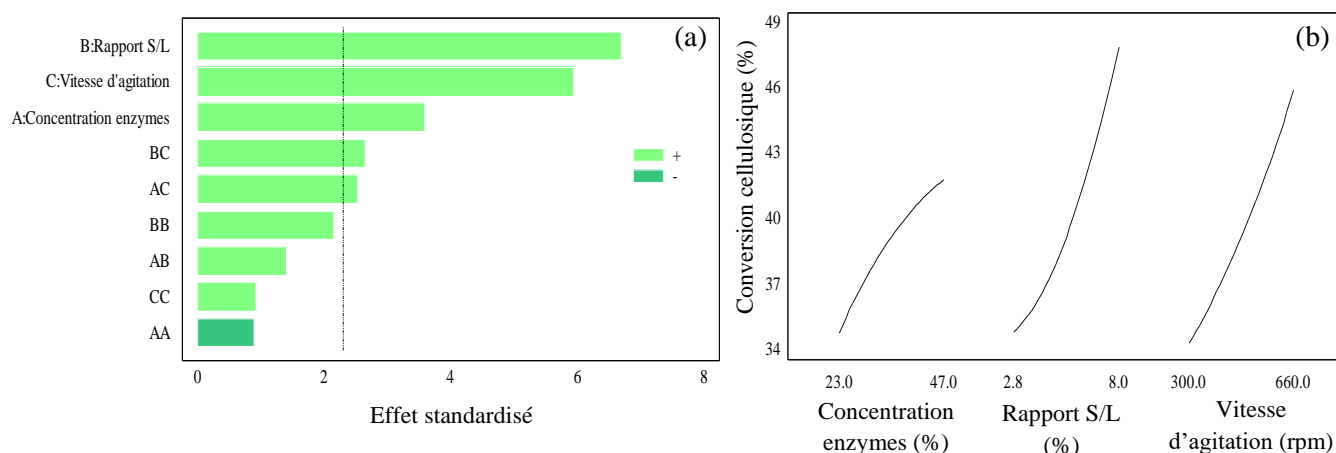 (a)
B:Rapport S/L
C:Vitesse d'agitation
A:Concentration enzymes
BC
AC
BB
AB
CC
AA
+
-
0 2 4 6 8
Effet standardisé
(b)
Conversion cellulosique (%)
49
46
43
40
37
34
23.0 47.0 2.8 8.0 300.0 660.0
Concentration
enzymes (%)
Rapport S/L
(%)
Vitesse
d’agitation (rpm)